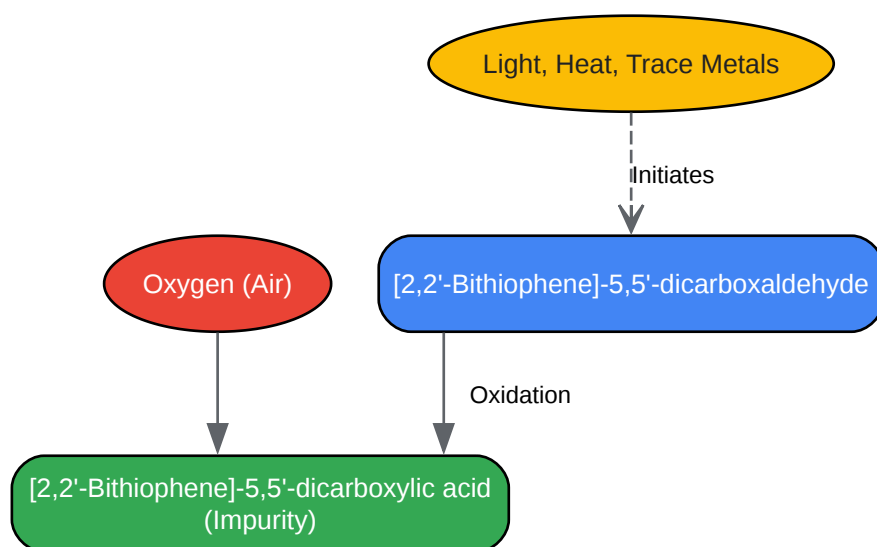 Light, Heat, Trace Metals
Initiates
Oxygen (Air)
[2,2'-Bithiophene]-5,5'-dicarboxaldehyde
Oxidation
[2,2'-Bithiophene]-5,5'-dicarboxylic acid
(Impurity)